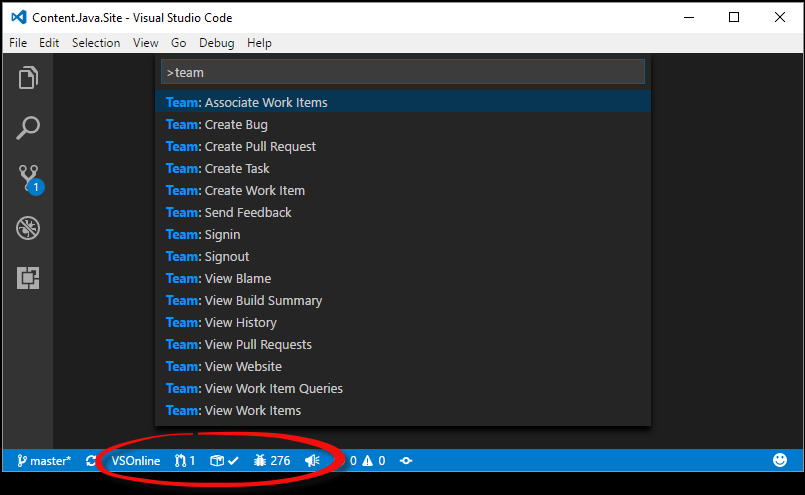 Content.Java.Site - Visual Studio Code
File Edit Selection View Go Debug Help
>team
Team: Associate Work Items
Team: Create Bug
Team: Create Pull Request
Team: Create Task
Team: Create Work Item
Team: Send Feedback
Team: Signin
Team: Signout
Team: View Blame
Team: View Build Summary
Team: View History
Team: View Pull Requests
Team: View Website
Team: View Work Item Queries
Team: View Work Items
1
master* VSOnline 1 276 0 0